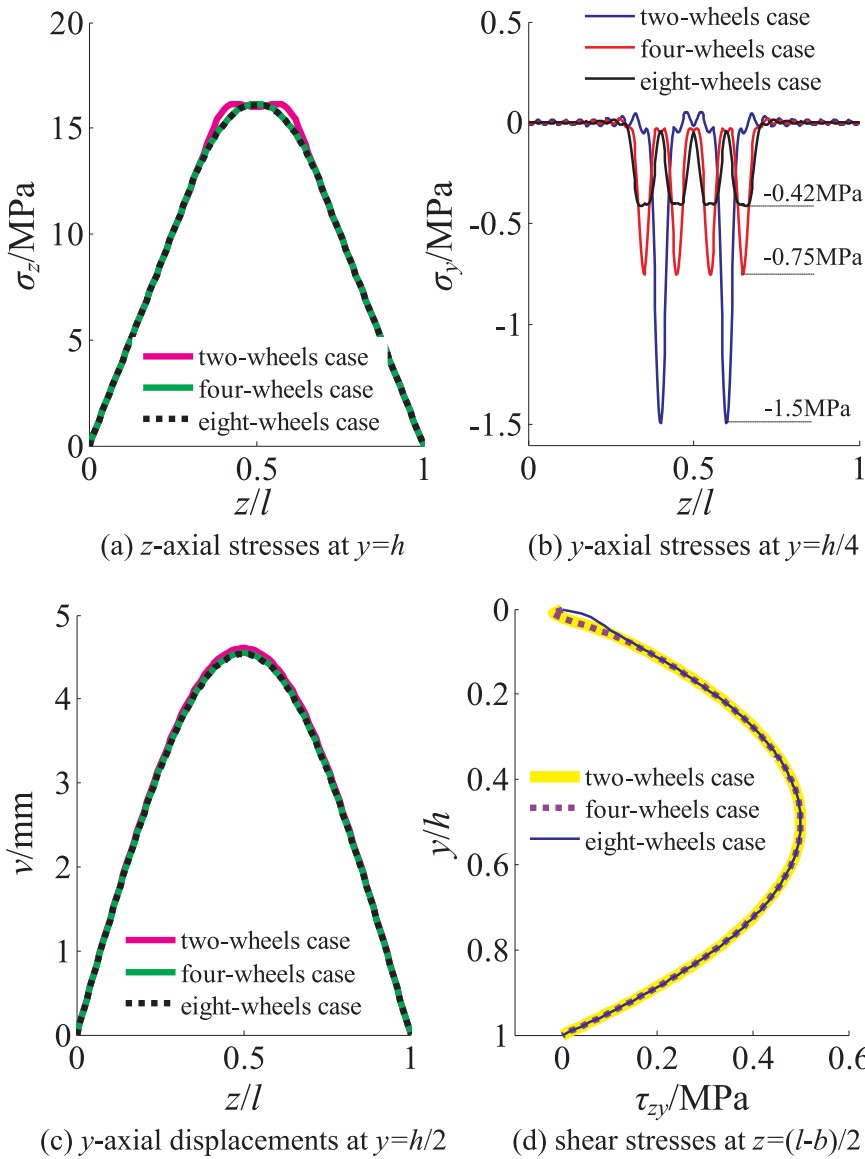 20
15
10
5
0
σz/MPa
two-wheels case
four-wheels case
eight-wheels case
0
0.5
1
z/l
(a) z-axial stresses at y=h
two-wheels case
four-wheels case
eight-wheels case
0
-0.5
-1
-1.5
σy/MPa
-0.42MPa
-0.75MPa
-1.5MPa
0
0.5
1
z/l
(b) y-axial stresses at y=h/4
5
4
3
2
1
0
v/mm
two-wheels case
four-wheels case
eight-wheels case
0
0.5
1
z/l
(c) y-axial displacements at y=h/2
0
0.2
0.4
0.6
0.8
1
y/h
two-wheels case
four-wheels case
eight-wheels case
0
0.2
0.4
0.6
τzy/MPa
(d) shear stresses at z=(l-b)/2